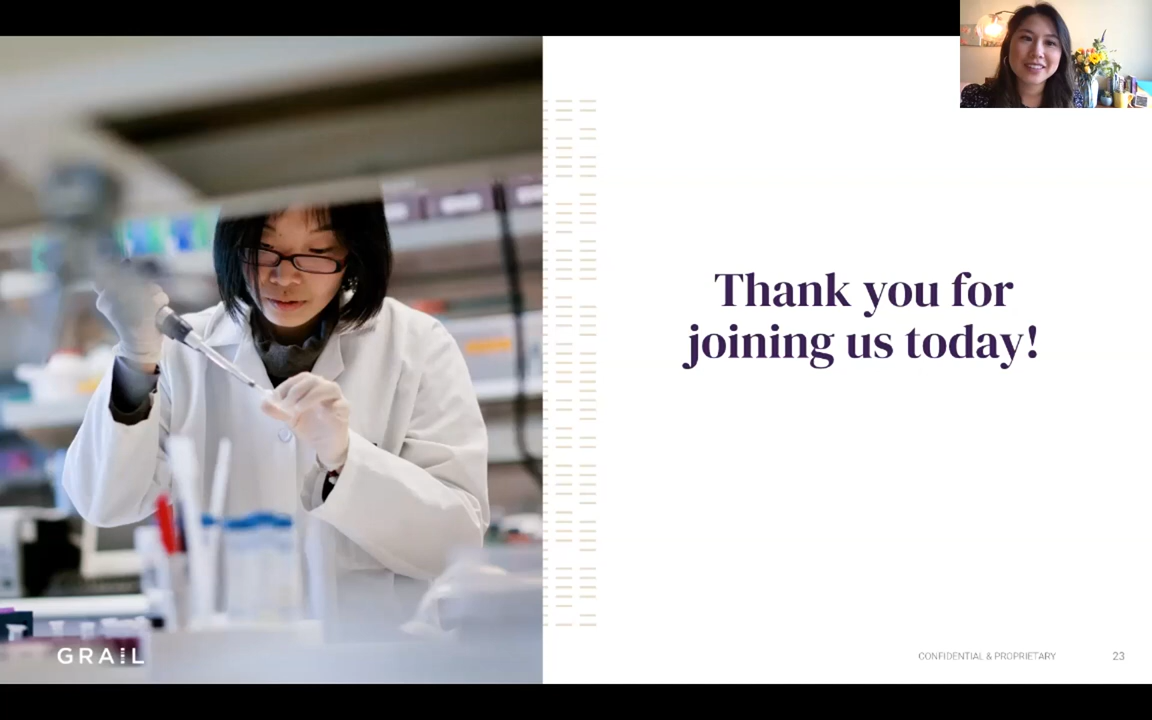 Thank you for
joining us today!
GRAIL
CONFIDENTIAL & PROPRIETARY
23